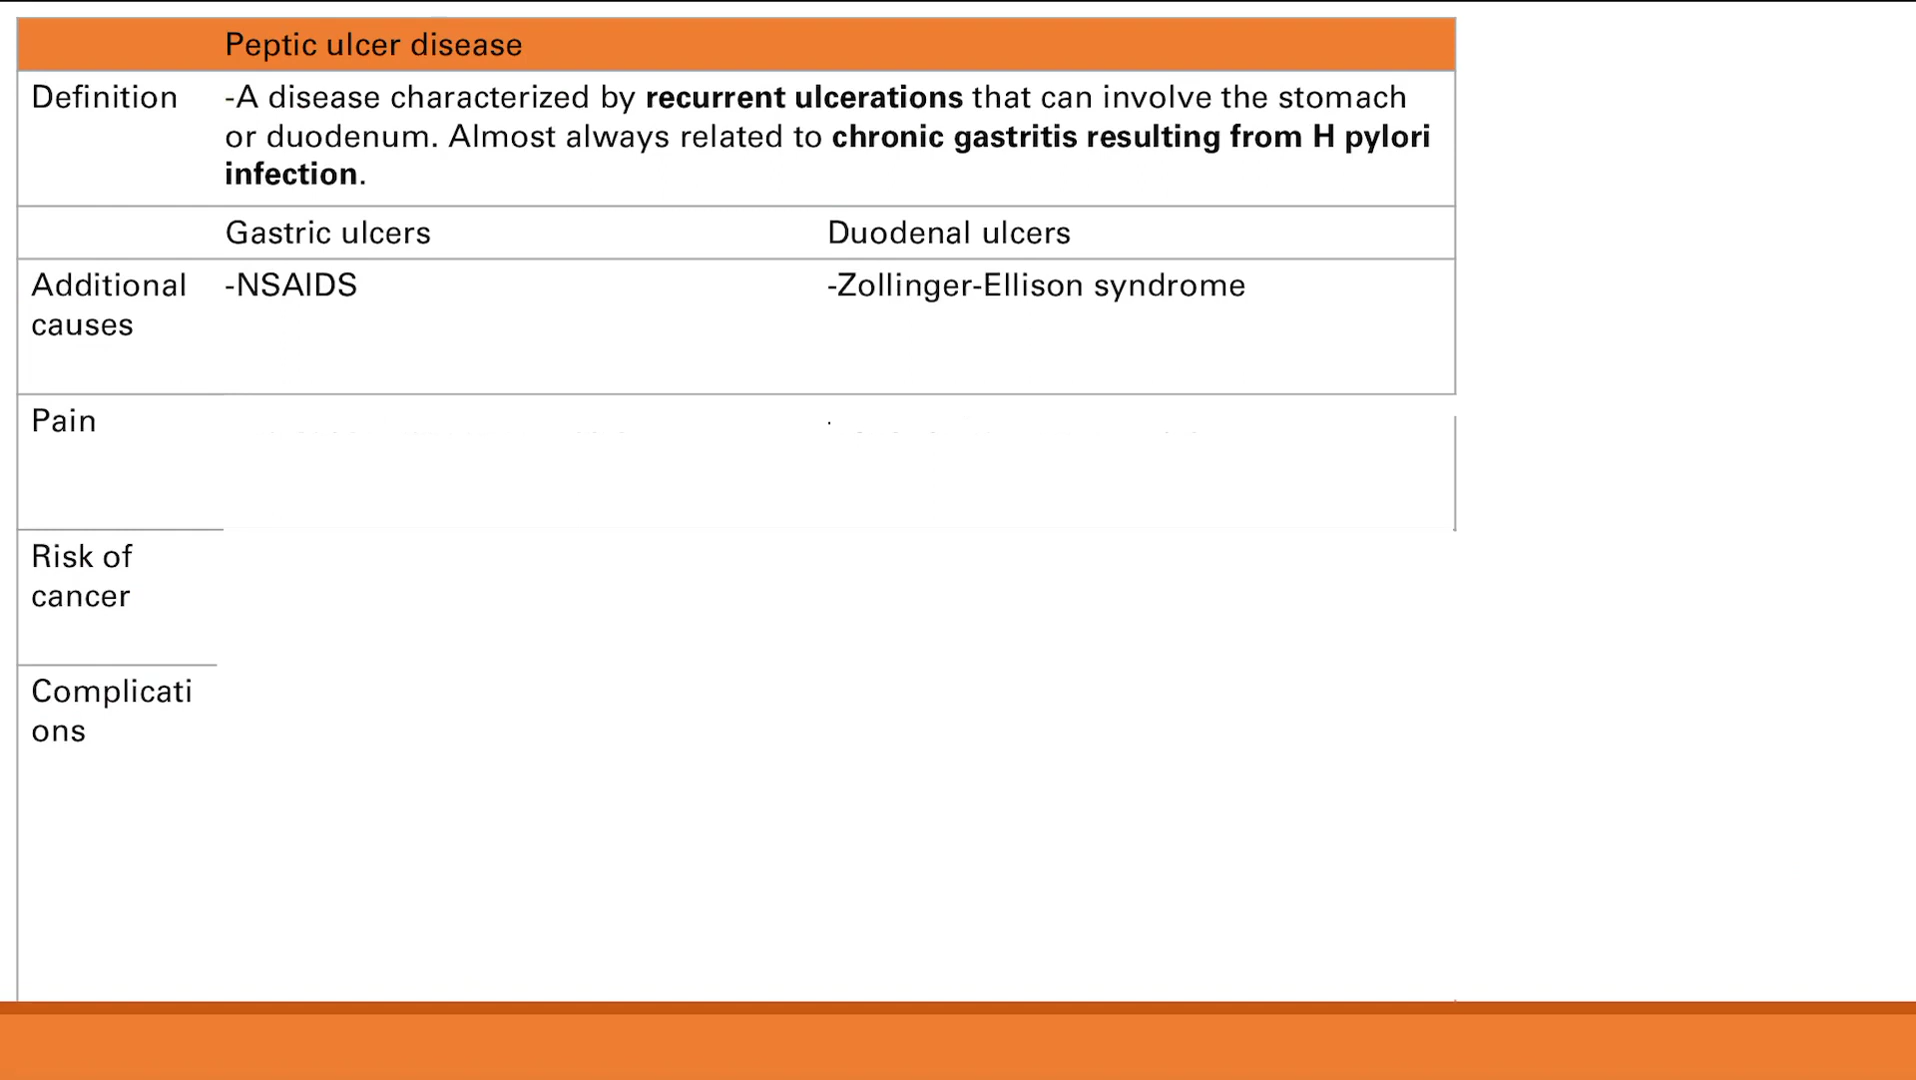 Peptic ulcer disease
Definition
-A disease characterized by recurrent ulcerations that can involve the stomach
or duodenum. Almost always related to chronic gastritis resulting from H pylori
infection.
Gastric ulcers
Duodenal ulcers
Additional
causes
-NSAIDS
-Zollinger-Ellison syndrome
Pain
Risk of
cancer
Complicati
ons